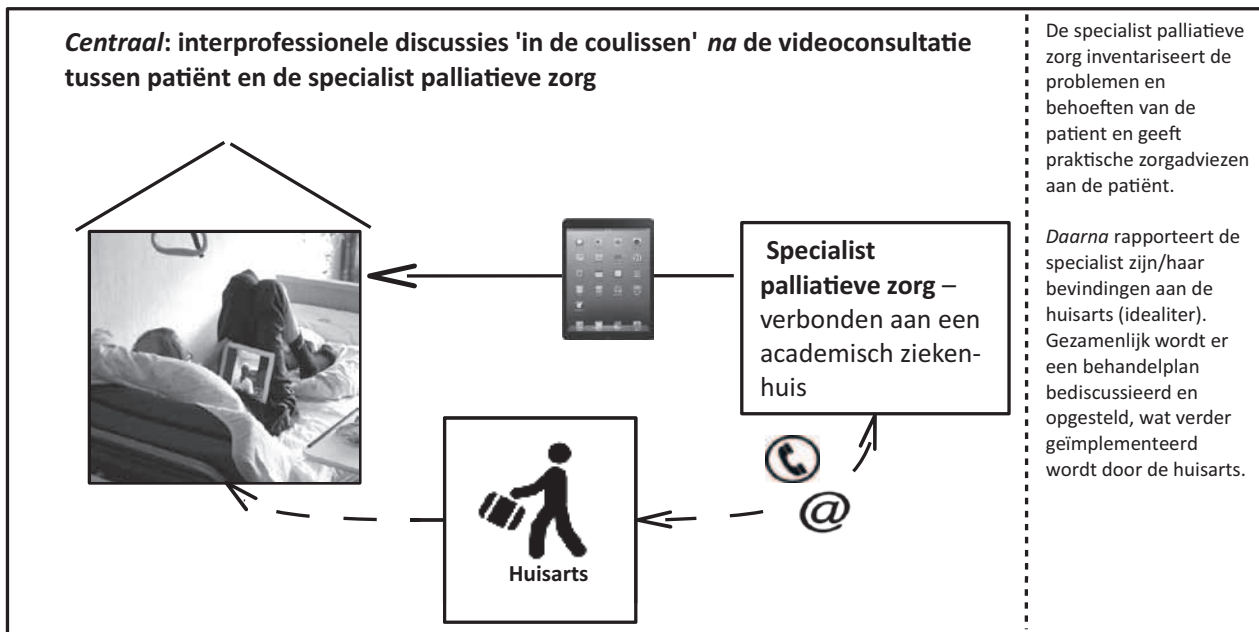 Centraal: interprofessionele discussies 'in de coulissen' na de videoconsultatie
tussen patiënt en de specialist palliatieve zorg
Specialist
palliatieve zorg –
verbonden aan een
academisch zieken-
huis
@
Huisarts
De specialist palliatieve
zorg inventariseert de
problemen en
behoeften van de
patient en geeft
praktische zorgadviezen
aan de patiënt.
Daarna rapporteert de
specialist zijn/haar
bevindingen aan de
huisarts (idealiter).
Gezamenlijk wordt er
een behandelplan
bediscussieerd en
opgesteld, wat verder
geïmplementeerd
wordt door de huisarts.